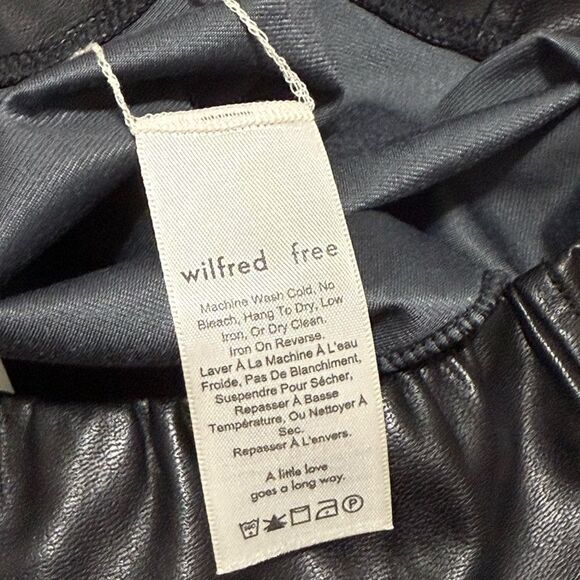 wilfred free
Machine Wash Cold, No
Bleach, Hang To Dry, Low
Iron, Or Dry Clean.
Iron On Reverse.
Laver À La Machine À L'eau
Froide, Pas De Blanchiment,
Suspendre Pour Sécher,
Repasser À Basse
Température, Ou Nettoyer À
Sec.
Repasser À L'envers.
A little love
goes a long way.
P